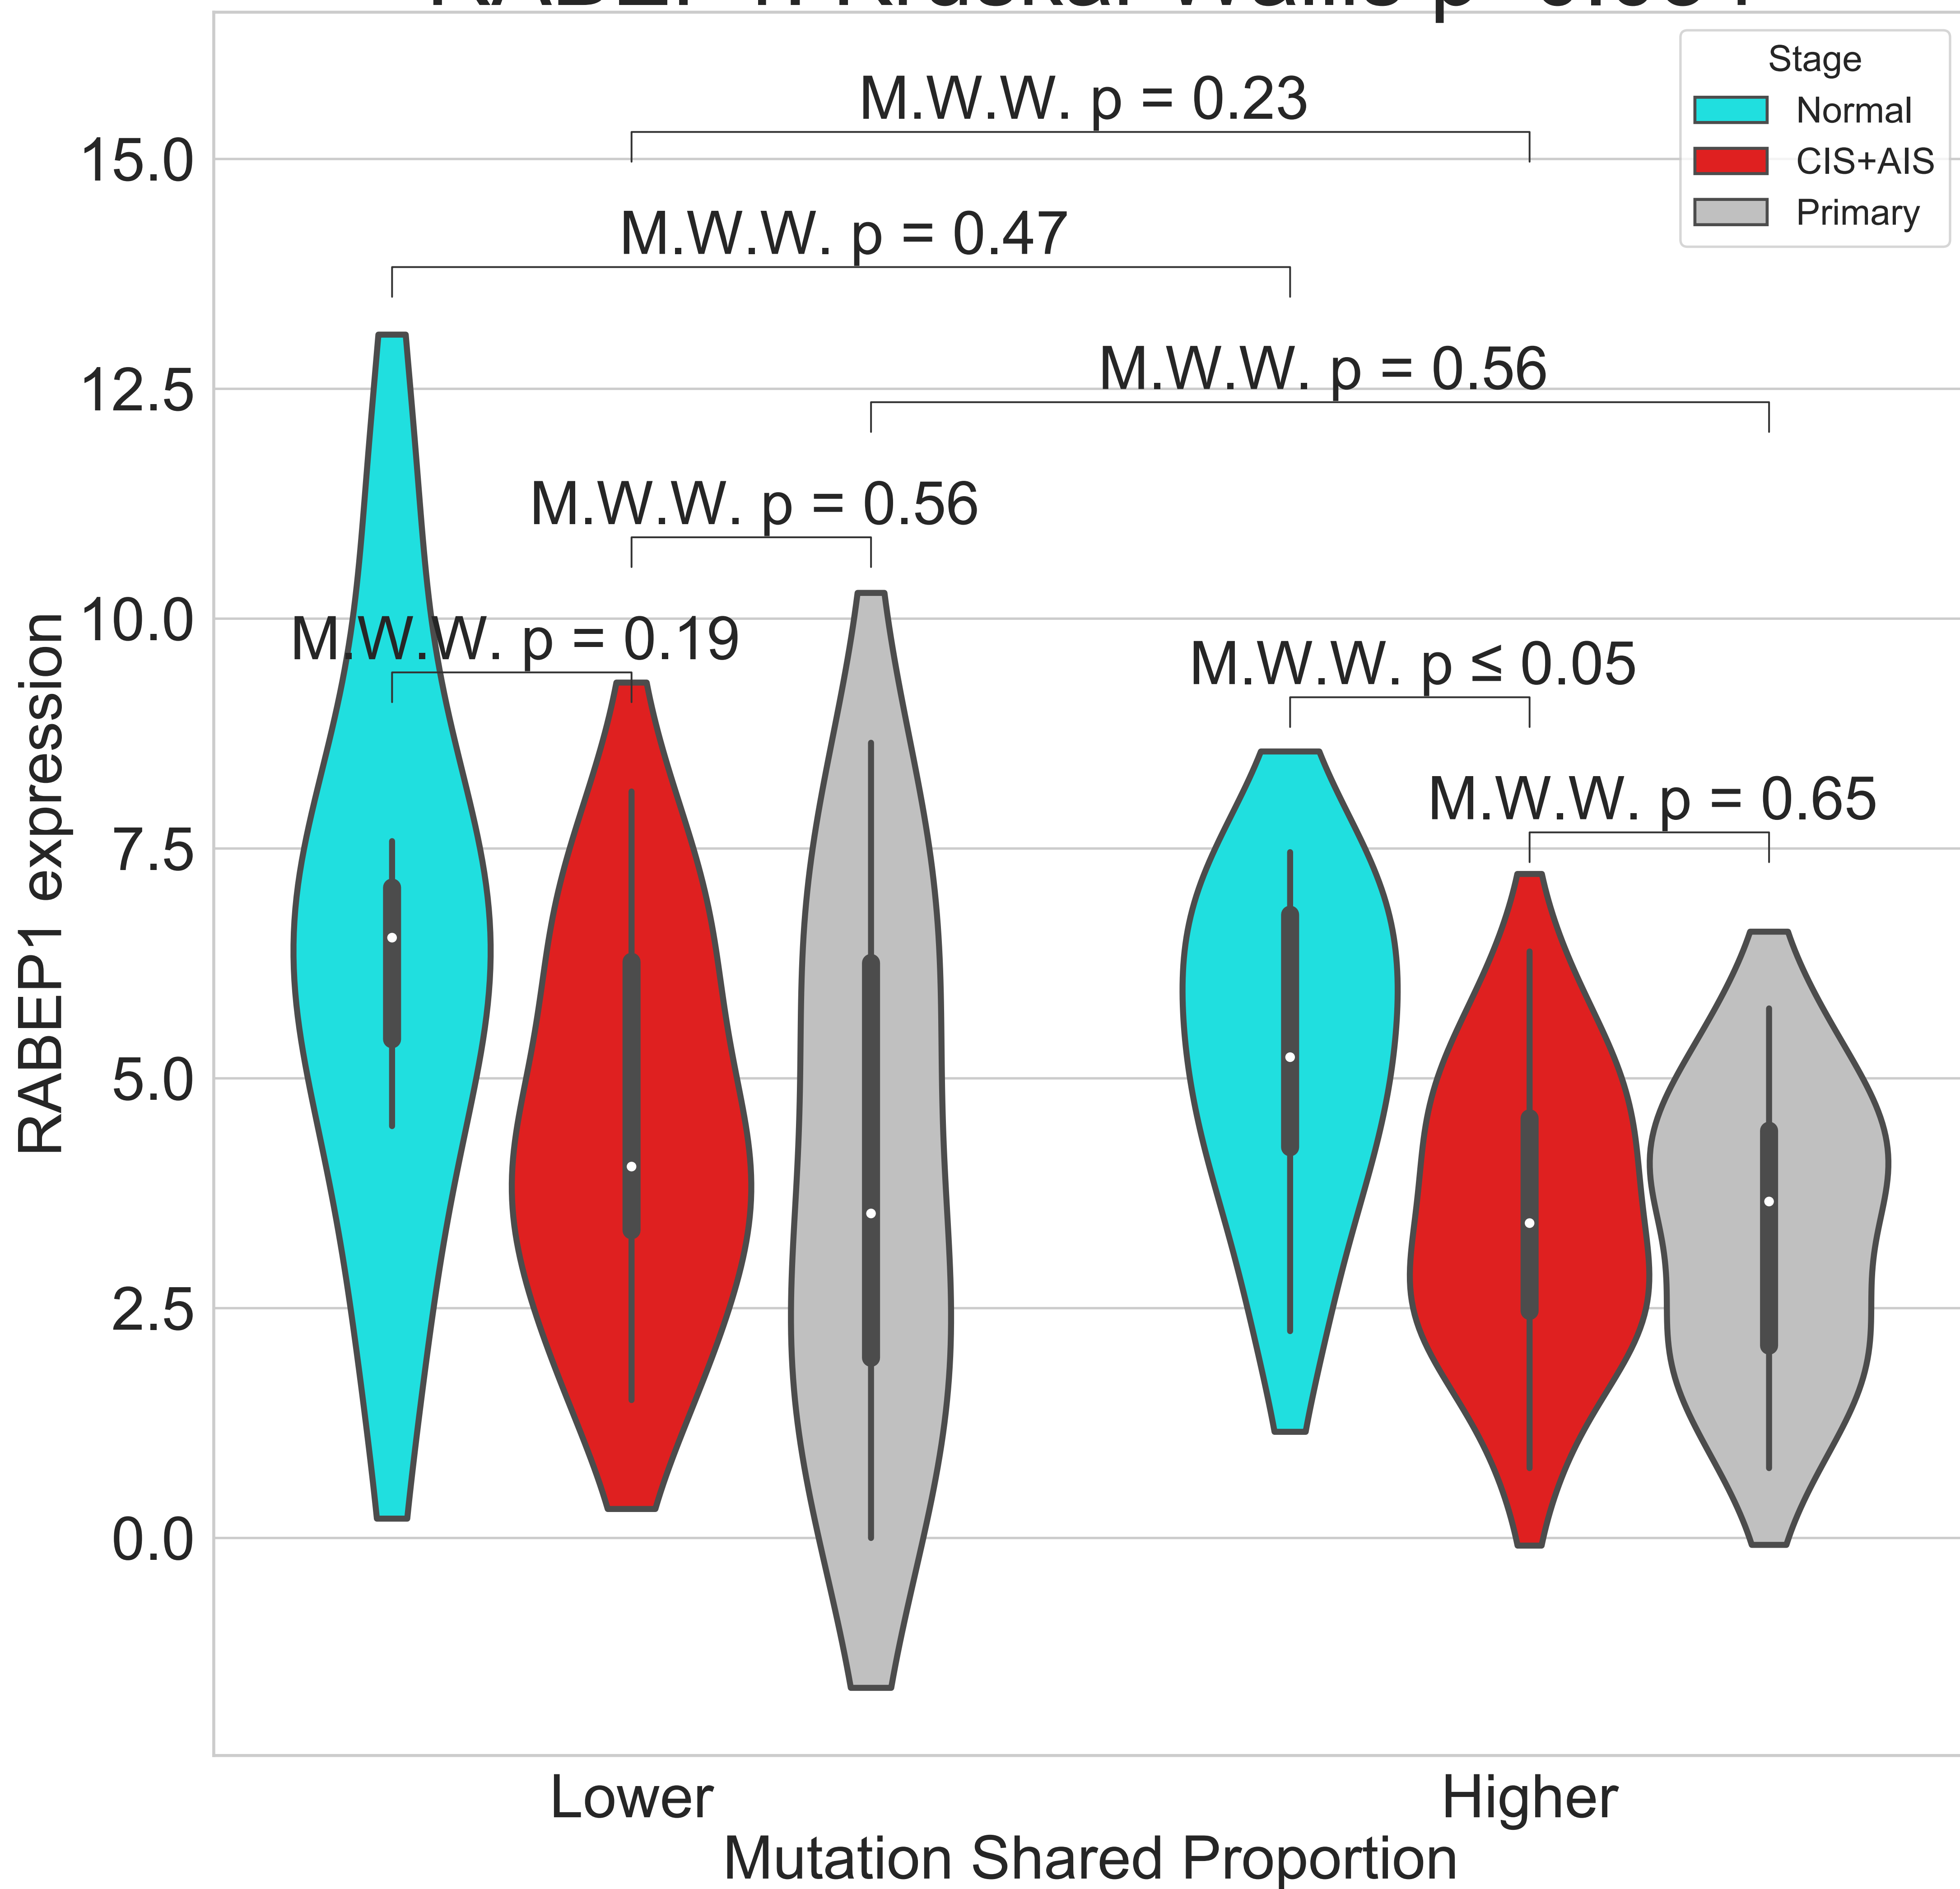 Stage
Normal
CIS+AIS
Primary
M.W.W. p = 0.23
M.W.W. p = 0.47
M.W.W. p = 0.56
M.W.W. p = 0.56
M.W.W. p = 0.19
M.W.W. p ≤ 0.05
M.W.W. p = 0.65
15.0
12.5
10.0
7.5
5.0
2.5
0.0
RABEP1 expression
Lower
Higher
Mutation Shared Proportion